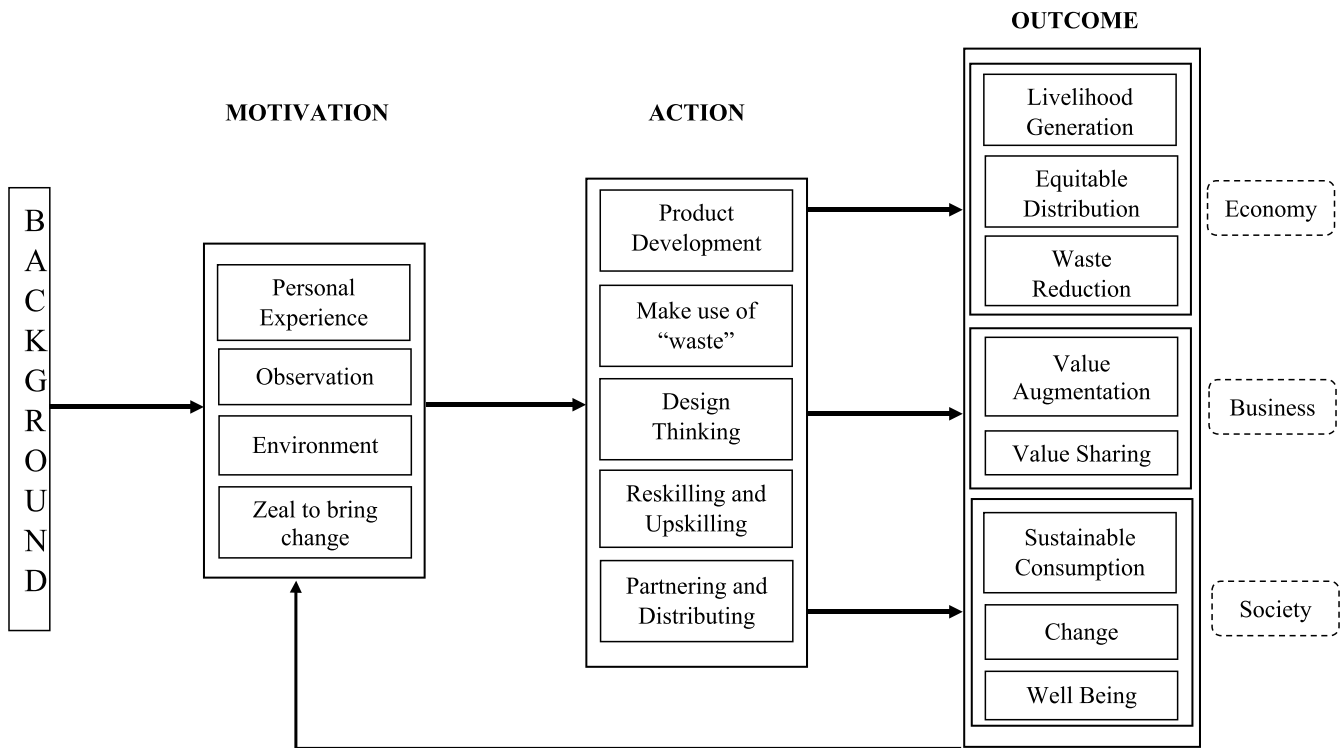 BACKGROUND
MOTIVATION
Personal
Experience
Observation
Environment
Zeal to bring
change
ACTION
Product
Development
Make use of
“waste”
Design
Thinking
Reskilling and
Upskilling
Partnering and
Distributing
OUTCOME
Livelihood
Generation
Equitable
Distribution
Waste
Reduction
Economy
Value
Augmentation
Value Sharing
Business
Sustainable
Consumption
Change
Well Being
Society